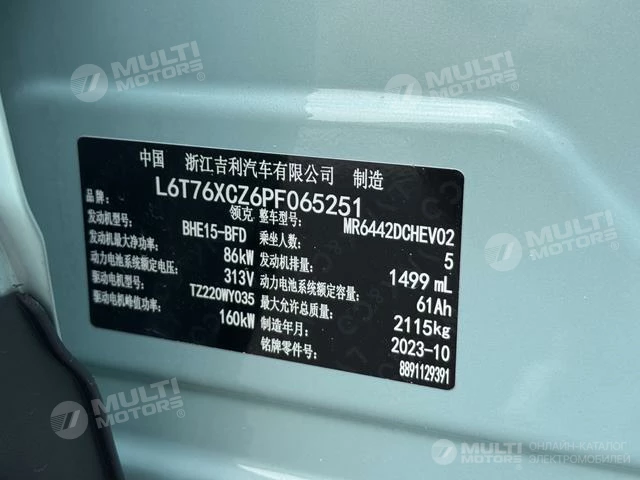 MULTI
MOTORS
MULTI
MOTORS
中国 浙江吉利汽车有限公司 制造
L6T76XCZ6PF065251
品牌 领克 整车型号 MR6442DCHEV02
发动机型号 BHE15-BFD 乘坐人数 5
发动机最大净功率 86kW 发动机排量 1499 mL
动力电池系统额定电压 313V 动力电池系统额定容量 61Ah
驱动电机型号 TZ220WY035 最大允许总质量 2115kg
驱动电机峰值功率 160kW 制造年月 2023-10
铭牌零件号 8891129391
MULTI
MOTORS
MULTI
MOTORS
ОНЛАЙН-КАТАЛОГ
ЭЛЕКТРОМОБИЛЕЙ